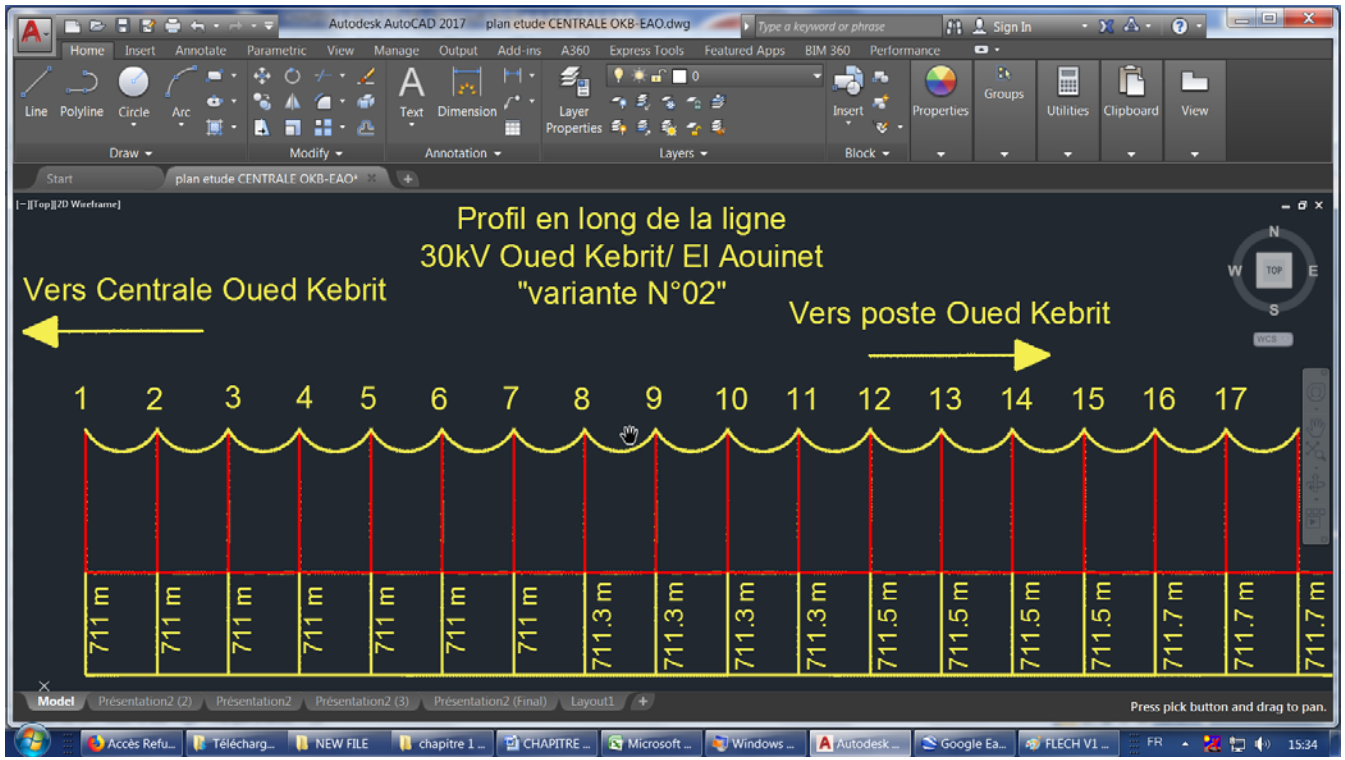 Autodesk AutoCAD 2017 plan etude CENTRALE OKB-EAO.dwg
Type a keyword or phrase
Sign In
Home Insert Annotate Parametric View Manage Output Add-ins A360 Express Tools Featured Apps BIM 360 Performance
0
Line Polyline Circle Arc
Text Dimension
Layer Properties
Insert
Properties
Groups
Utilities Clipboard View
Draw Modify Annotation Layers Block
Start plan etude CENTRALE OKB-EAO*
[−][Top][2D Wireframe]
Profil en long de la ligne
30kV Oued Kebrit/ El Aouinet
"variante N°02"
Vers Centrale Oued Kebrit
Vers poste Oued Kebrit
N
W TOP E
S
WCS
1 2 3 4 5 6 7 8 9 10 11 12 13 14 15 16 17
711 m 711 m 711 m 711 m 711 m 711 m 711 m 711.3 m 711.3 m 711.3 m 711.3 m 711.5 m 711.5 m 711.5 m 711.5 m 711.7 m 711.7 m 711.7 m
X
Model Présentation2 (2) Présentation2 Présentation2 (3) Présentation2 (Final) Layout1 +
Press pick button and drag to pan.
Accès Refu... Télécharg... NEW FILE chapitre 1 ... CHAPITRE ... Microsoft ... Windows ... Autodesk ... Google Ea... FLECH V1 ... FR 15:34